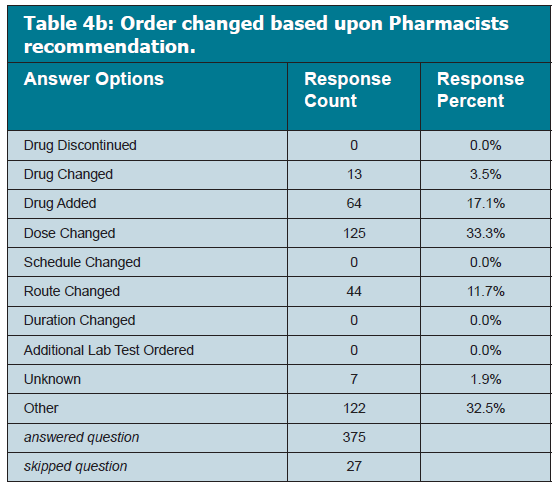 Table 4b: Order changed based upon Pharmacists
recommendation.
Answer Options Response Count Response Percent
Drug Discontinued 0 0.0%
Drug Changed 13 3.5%
Drug Added 64 17.1%
Dose Changed 125 33.3%
Schedule Changed 0 0.0%
Route Changed 44 11.7%
Duration Changed 0 0.0%
Additional Lab Test Ordered 0 0.0%
Unknown 7 1.9%
Other 122 32.5%
answered question 375
skipped question 27